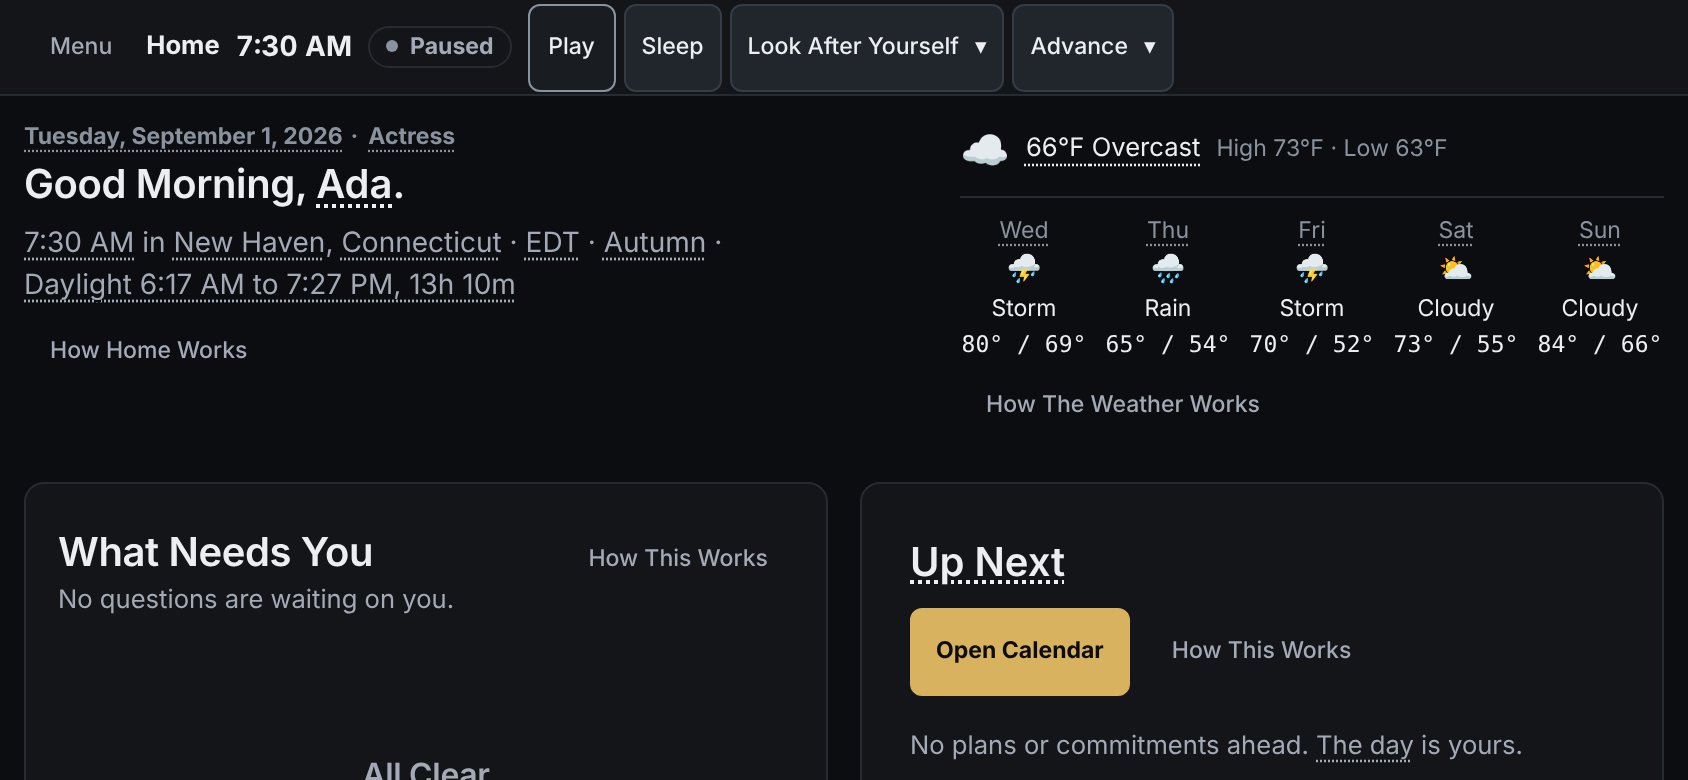 Menu Home 7:30 AM Paused Play Sleep Look After Yourself ▼ Advance ▼
Tuesday, September 1, 2026 · Actress
Good Morning, Ada.
7:30 AM in New Haven, Connecticut · EDT · Autumn ·
Daylight 6:17 AM to 7:27 PM, 13h 10m
How Home Works
66°F Overcast High 73°F · Low 63°F
Wed Thu Fri Sat Sun
Storm Rain Storm Cloudy Cloudy
80° / 69° 65° / 54° 70° / 52° 73° / 55° 84° / 66°
How The Weather Works
What Needs You How This Works
No questions are waiting on you.
All Clear
Up Next
Open Calendar How This Works
No plans or commitments ahead. The day is yours.